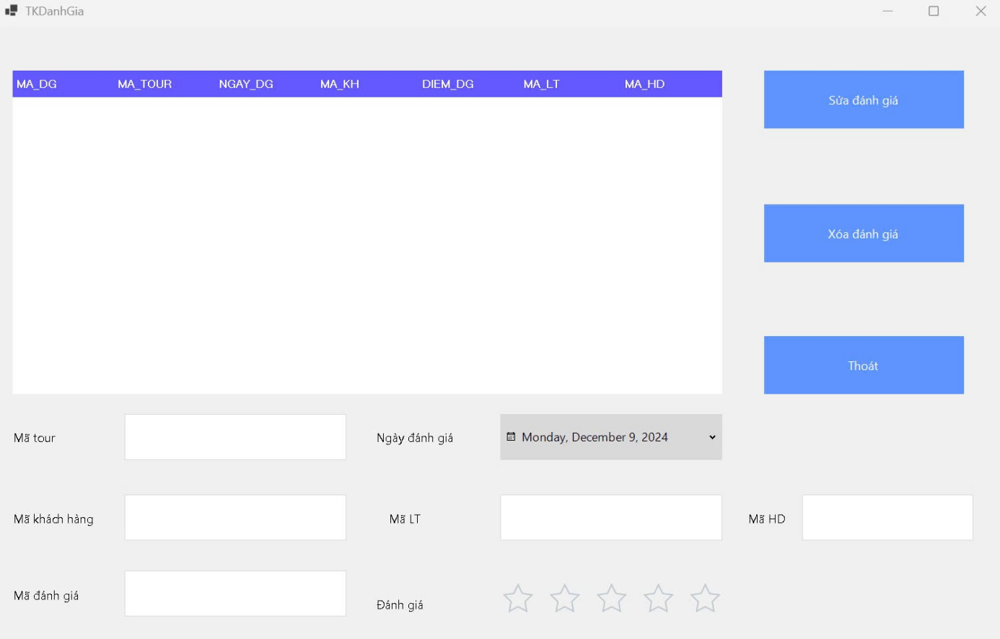 TKDanhGia
MA_DG MA_TOUR NGAY_DG MA_KH DIEM_DG MA_LT MA_HD
Sửa đánh giá
Xóa đánh giá
Thoát
Mã tour Ngày đánh giá Monday, December 9, 2024
Mã khách hàng Mã LT Mã HD
Mã đánh giá Đánh giá